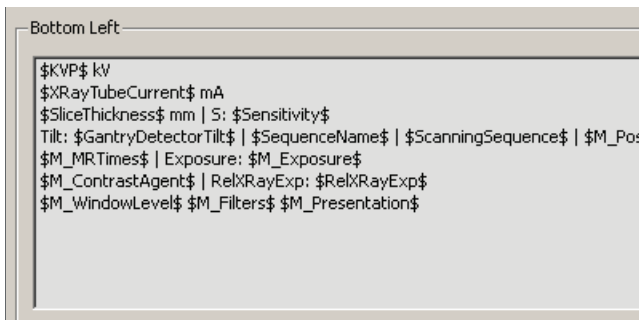 Bottom Left
$KVP$ kV
$XRayTubeCurrent$ mA
$SliceThickness$ mm | S: $Sensitivity$
Tilt: $GantryDetectorTilt$ | $SequenceName$ | $ScanningSequence$ | $M_Pos
$M_MRTimes$ | Exposure: $M_Exposure$
$M_ContrastAgent$ | RelXRayExp: $RelXRayExp$
$M_WindowLevel$ $M_Filters$ $M_Presentation$